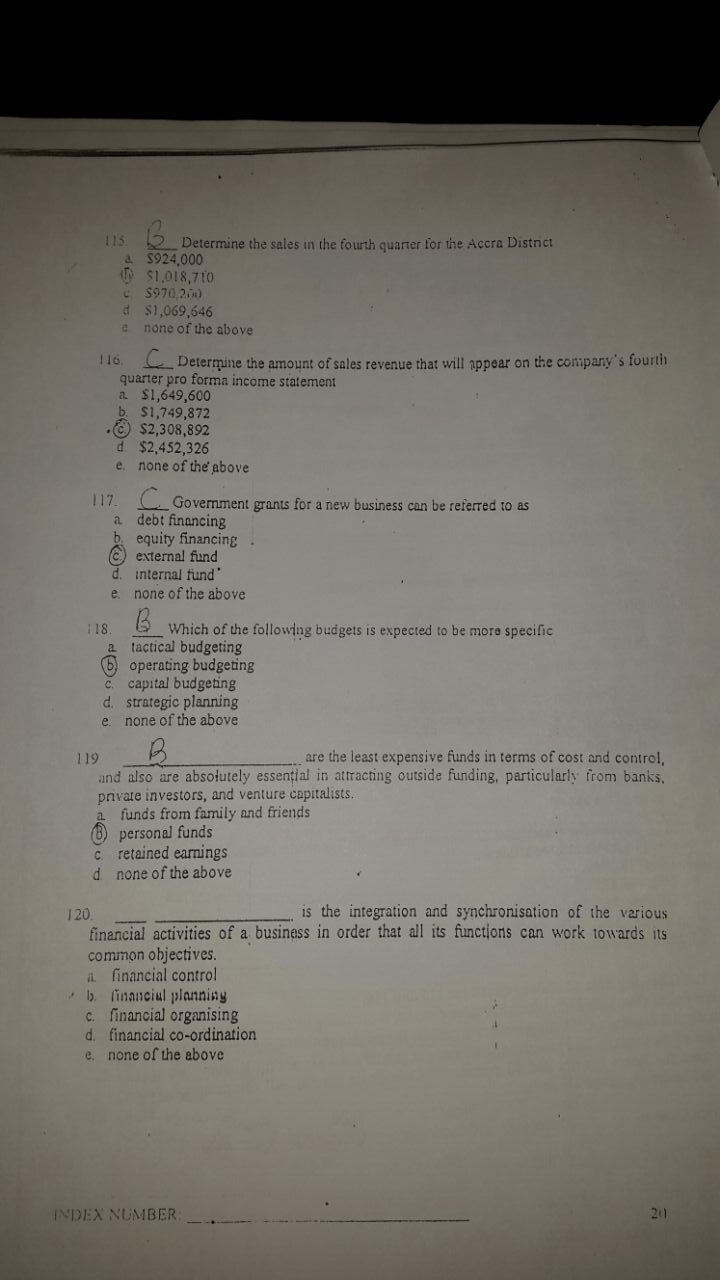 115. B Determine the sales in the fourth quarter for the Accra District
a. $924,000
b. $1,018,710
c. $970,200
d. $1,069,646
e. none of the above
116. C Determine the amount of sales revenue that will appear on the company's fourth
quarter pro forma income statement
a. $1,649,600
b. $1,749,872
c. $2,308,892
d. $2,452,326
e. none of the above
117. C Government grants for a new business can be referred to as
a. debt financing
b. equity financing
c. external fund
d. internal fund
e. none of the above
118. B Which of the following budgets is expected to be more specific
a. tactical budgeting
b. operating budgeting
c. capital budgeting
d. strategic planning
e. none of the above
119 B are the least expensive funds in terms of cost and control,
and also are absolutely essential in attracting outside funding, particularly from banks,
private investors, and venture capitalists.
a. funds from family and friends
B personal funds
c. retained earnings
d. none of the above
120. ____ ______________ is the integration and synchronisation of the various
financial activities of a business in order that all its functions can work towards its
common objectives.
a. financial control
b. financial planning
c. financial organising
d. financial co-ordination
e. none of the above
INDEX NUMBER: ______________ 20